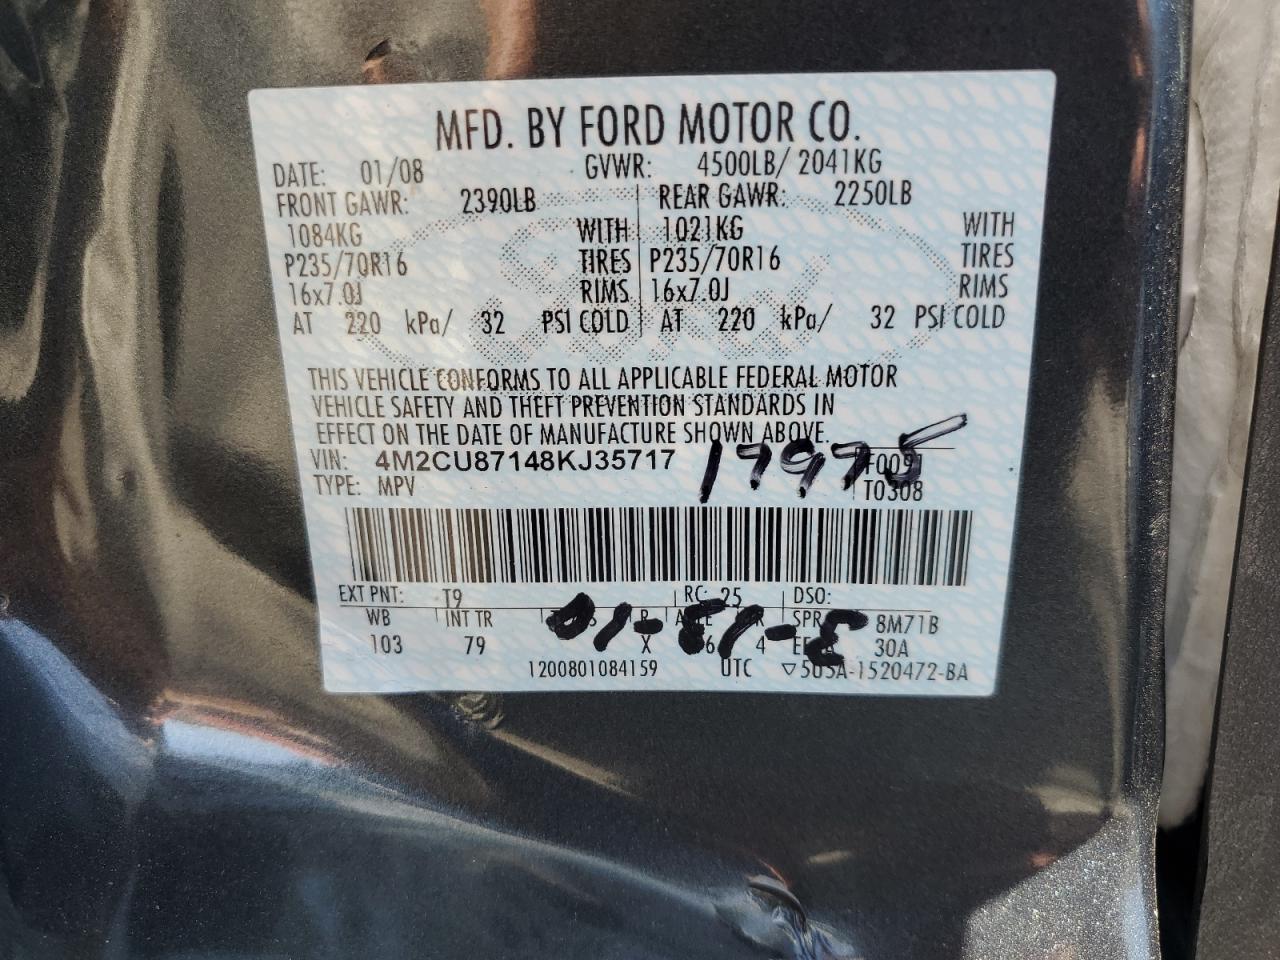 MFD. BY FORD MOTOR CO.
DATE: 01/08 GVWR: 4500LB/ 2041KG
FRONT GAWR: 2390LB REAR GAWR: 2250LB
1084KG WITH 1021KG WITH
P235/70R16 TIRES P235/70R16 TIRES
16x7.0J RIMS 16x7.0J RIMS
AT 220 kPa/ 32 PSI COLD AT 220 kPa/ 32 PSI COLD
THIS VEHICLE CONFORMS TO ALL APPLICABLE FEDERAL MOTOR
VEHICLE SAFETY AND THEFT PREVENTION STANDARDS IN
EFFECT ON THE DATE OF MANUFACTURE SHOWN ABOVE.
VIN: 4M2CU87148KJ35717 17975 F0091
TYPE: MPV T0308
EXT PNT: T9 RC: 25 DSO:
WB INT TR SPR 8M71B
103 79 X 6 4 30A
1200801084159 UTC ▽5U5A-1520472-BA